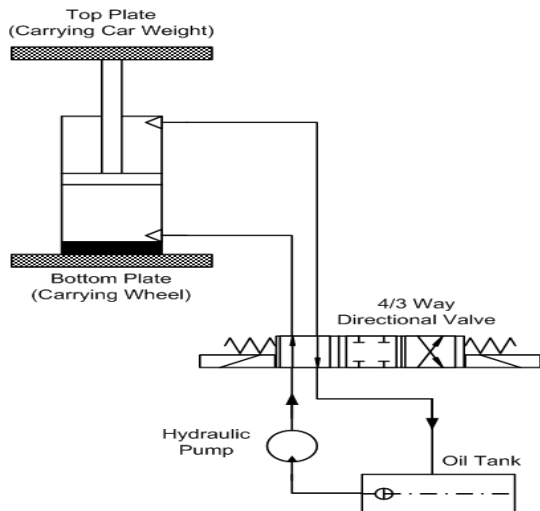 Top Plate
(Carrying Car Weight)
Bottom Plate
(Carrying Wheel)
4/3 Way
Directional Valve
Hydraulic
Pump
Oil Tank